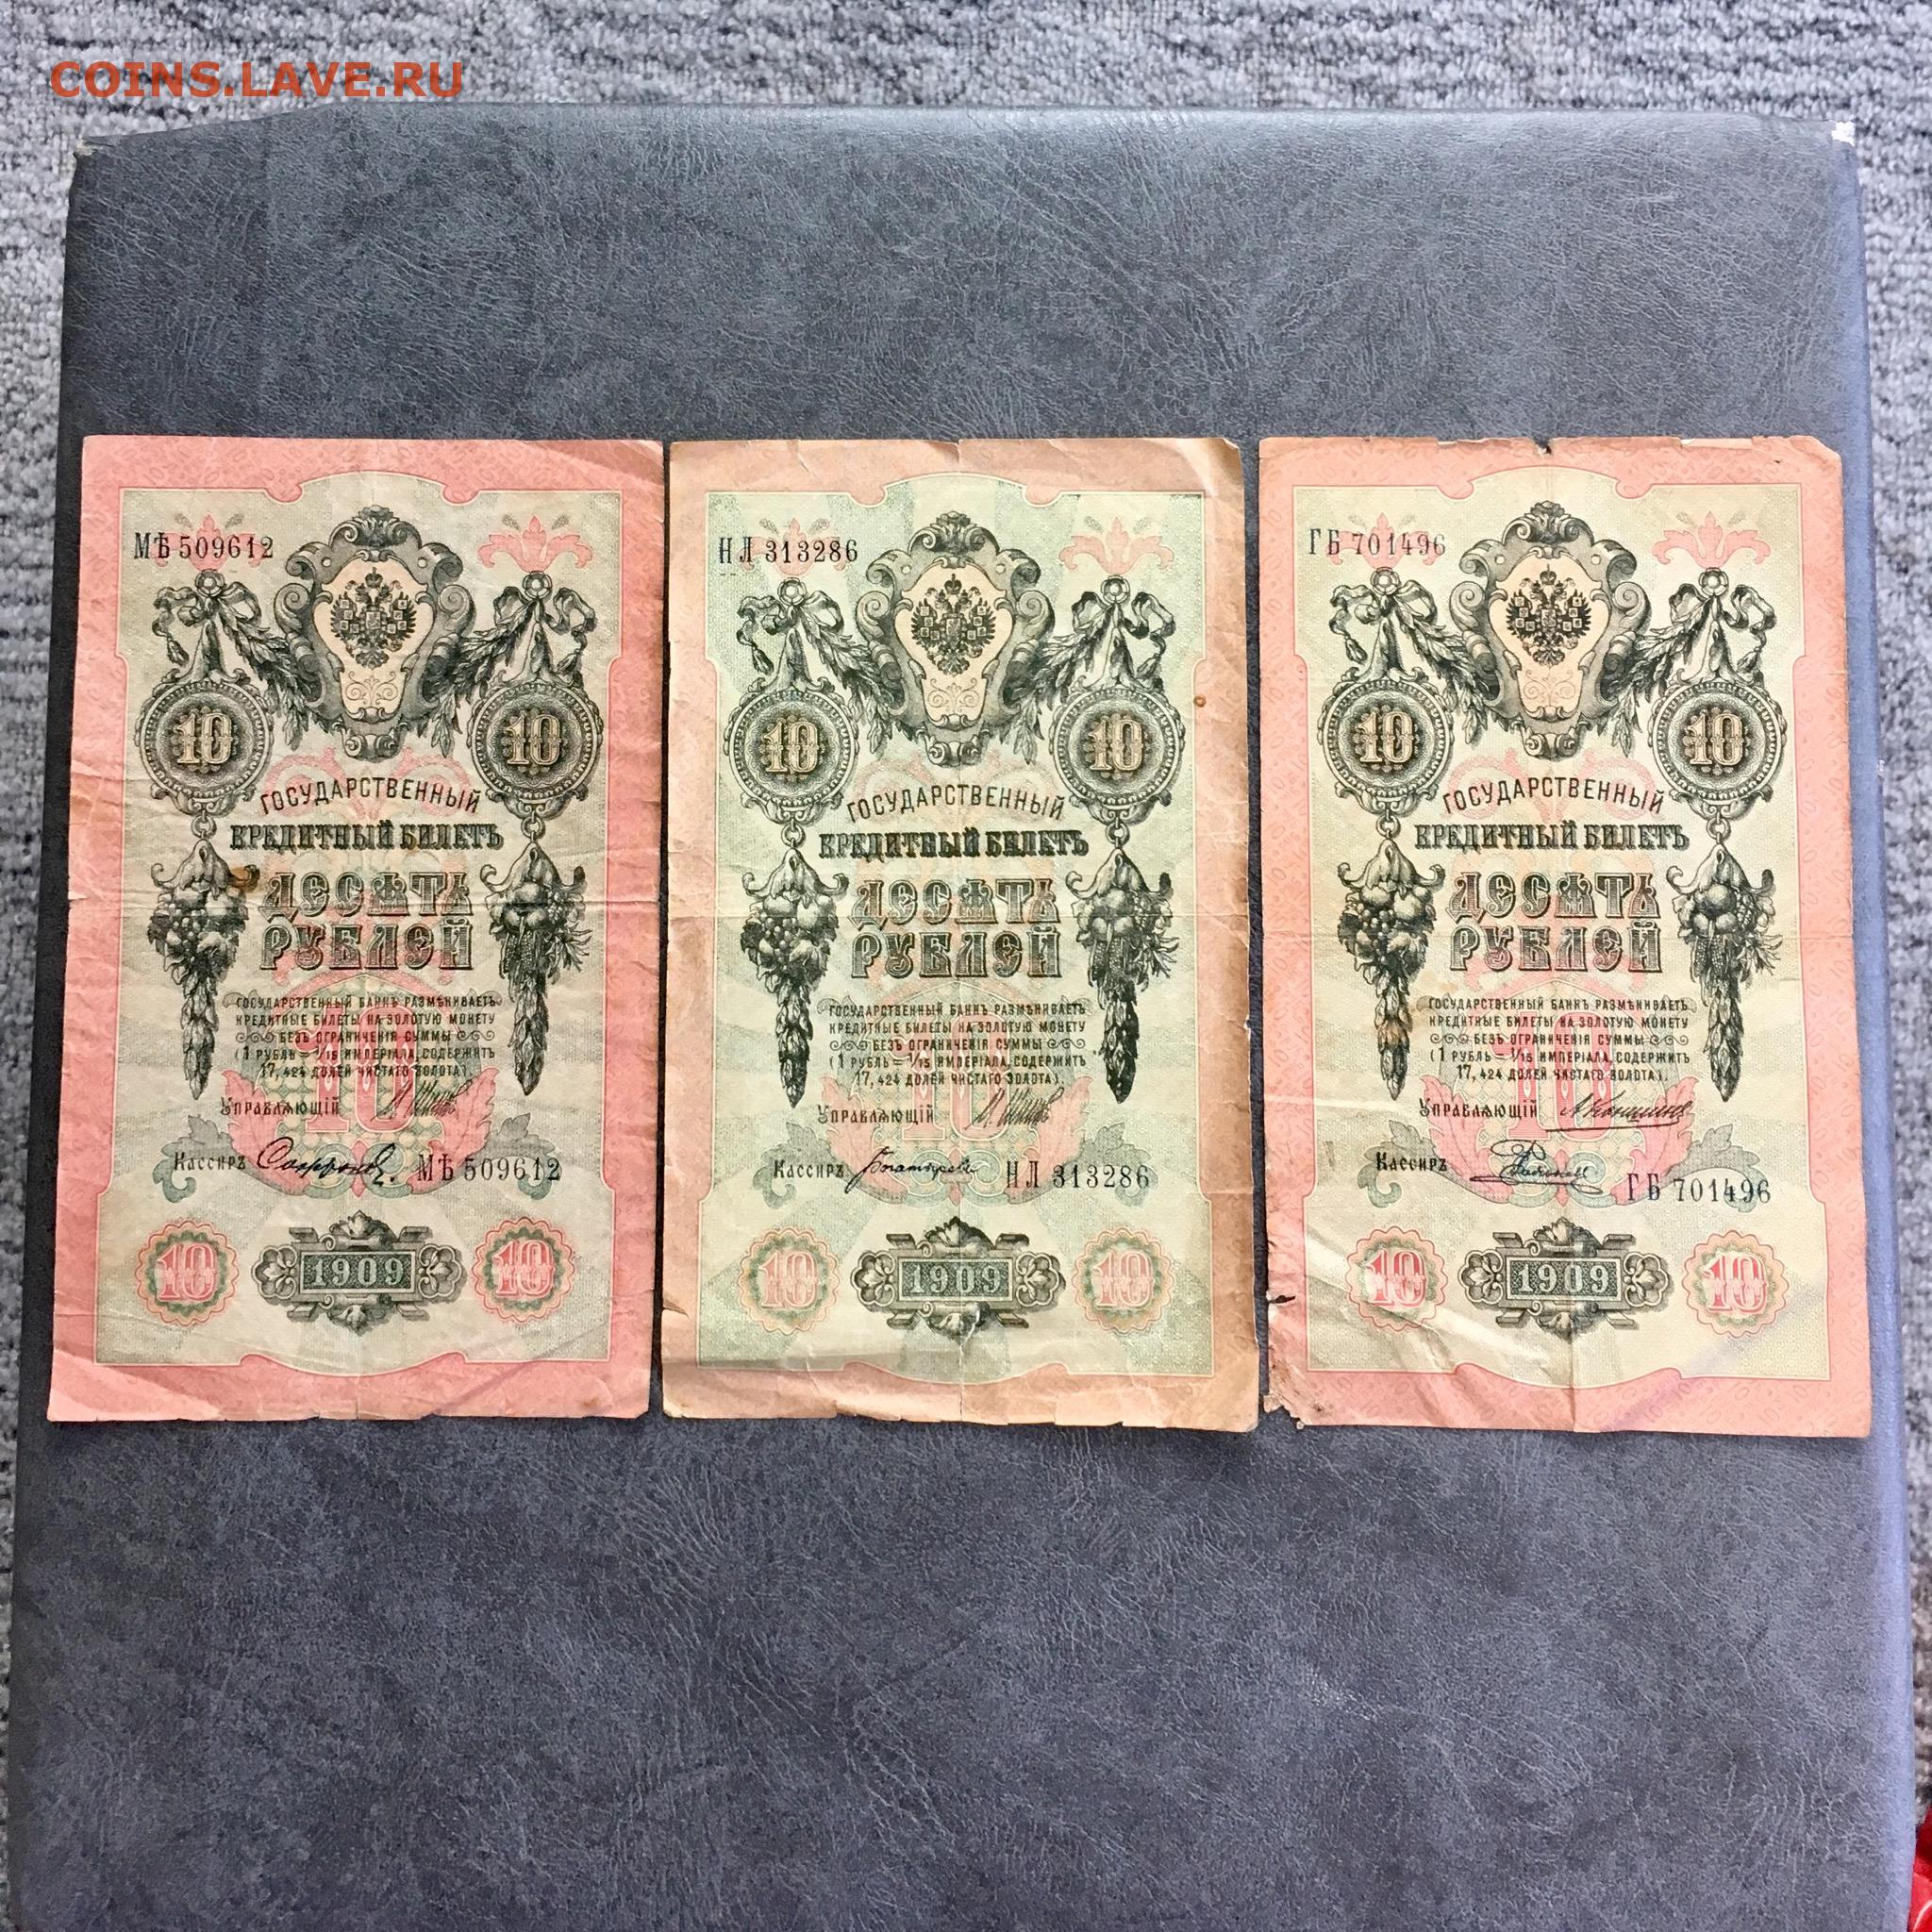 COINS.LAVE.RU
МѢ 509612
10 10
ГОСУДАРСТВЕННЫЙ
КРЕДИТНЫЙ БИЛЕТЪ
ДЕСЯТЬ
РУБЛЕЙ
ГОСУДАРСТВЕННЫЙ БАНКЪ РАЗМѢНИВАЕТЪ
КРЕДИТНЫЕ БИЛЕТЫ НА ЗОЛОТУЮ МОНЕТУ
БЕЗЪ ОГРАНИЧЕНІЯ СУММЫ
(1 РУБЛЬ = 1/15 ИМПЕРІАЛА, СОДЕРЖИТЪ
17,424 ДОЛЕЙ ЧИСТАГО ЗОЛОТА).
10
УПРАВЛЯЮЩІЙ
КАССИРЪ Софронов. МѢ 509612
10 1909 10
НЛ 313286
10 10
ГОСУДАРСТВЕННЫЙ
КРЕДИТНЫЙ БИЛЕТЪ
ДЕСЯТЬ
РУБЛЕЙ
ГОСУДАРСТВЕННЫЙ БАНКЪ РАЗМѢНИВАЕТЪ
КРЕДИТНЫЕ БИЛЕТЫ НА ЗОЛОТУЮ МОНЕТУ
БЕЗЪ ОГРАНИЧЕНІЯ СУММЫ
(1 РУБЛЬ = 1/15 ИМПЕРІАЛА, СОДЕРЖИТЪ
17,424 ДОЛЕЙ ЧИСТАГО ЗОЛОТА).
10
УПРАВЛЯЮЩІЙ
КАССИРЪ НЛ 313286
10 1909 10
ГБ 701496
10 10
ГОСУДАРСТВЕННЫЙ
КРЕДИТНЫЙ БИЛЕТЪ
ДЕСЯТЬ
РУБЛЕЙ
ГОСУДАРСТВЕННЫЙ БАНКЪ РАЗМѢНИВАЕТЪ
КРЕДИТНЫЕ БИЛЕТЫ НА ЗОЛОТУЮ МОНЕТУ
БЕЗЪ ОГРАНИЧЕНІЯ СУММЫ
(1 РУБЛЬ = 1/15 ИМПЕРІАЛА, СОДЕРЖИТЪ
17,424 ДОЛЕЙ ЧИСТАГО ЗОЛОТА).
10
УПРАВЛЯЮЩІЙ А Коншинъ
КАССИРЪ ГБ 701496
10 1909 10